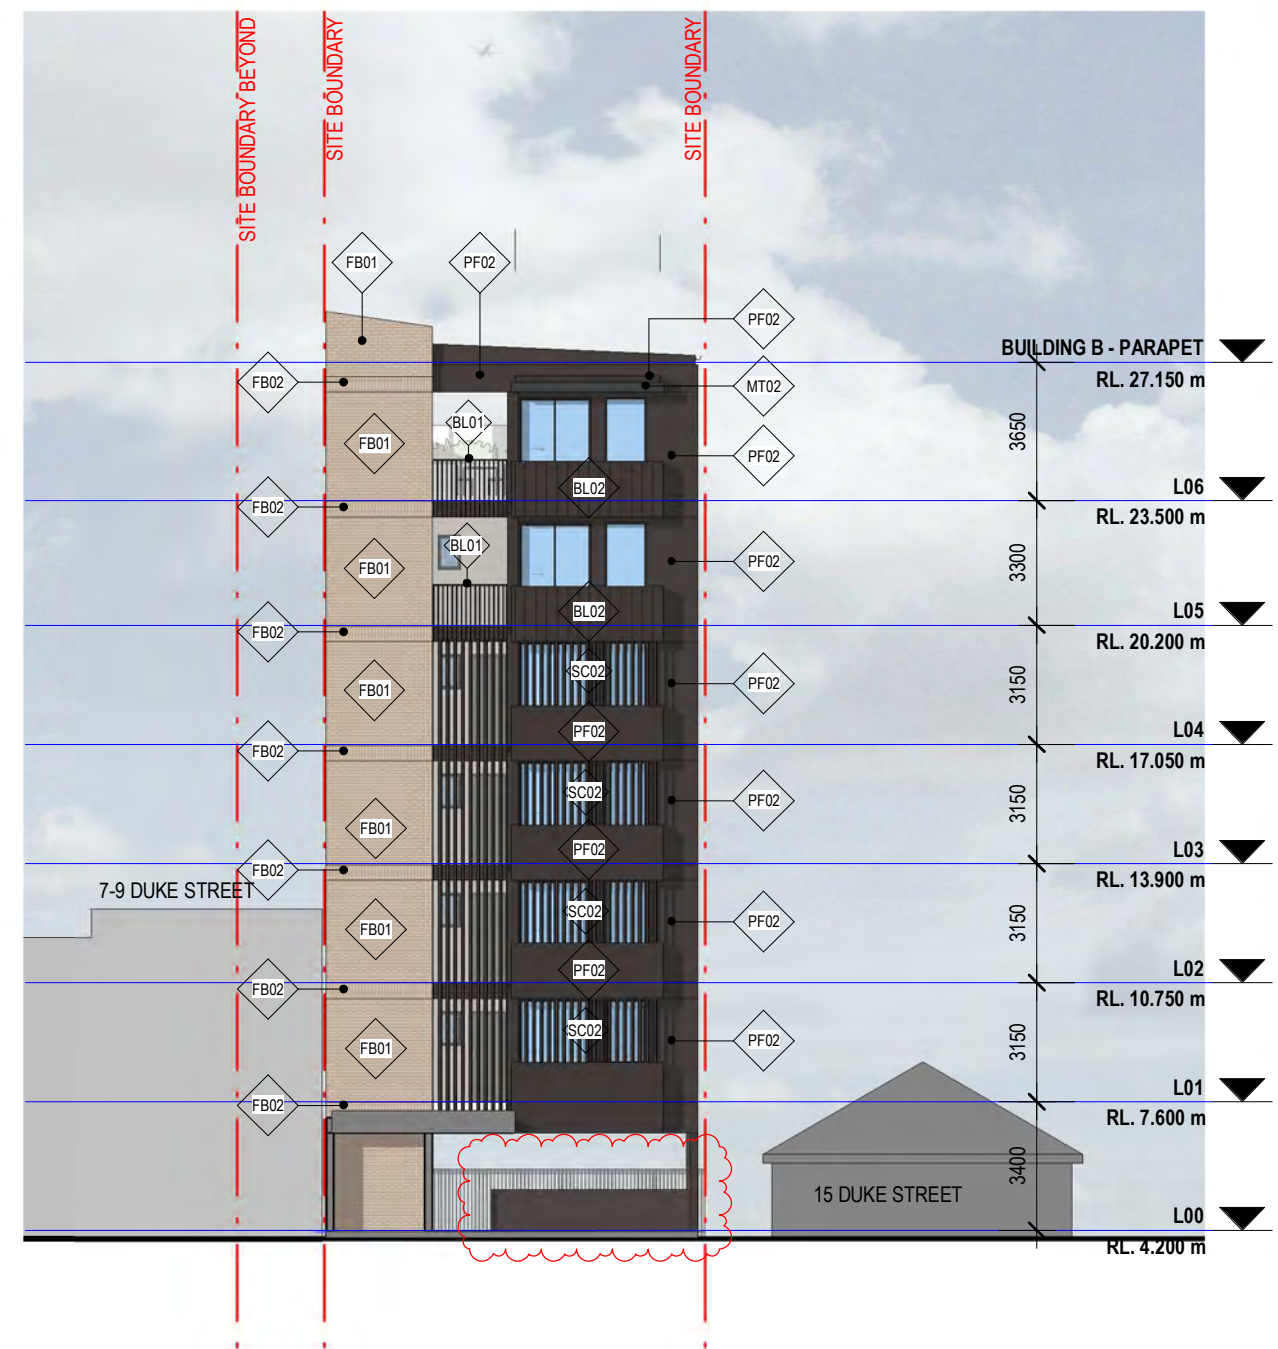 SITE BOUNDARY BEYOND
SITE BOUNDARY
SITE BOUNDARY
FB01
PF02
PF02
BUILDING B - PARAPET
RL. 27.150 m
FB02
MT02
BL01
3650
FB01
PF02
BL02
L06
FB02
RL. 23.500 m
BL01
FB01
PF02
3300
BL02
L05
FB02
RL. 20.200 m
SC02
FB01
PF02
3150
PF02
L04
FB02
RL. 17.050 m
SC02
PF02
3150
FB01
PF02
L03
FB02
RL. 13.900 m
7-9 DUKE STREET
SC02
PF02
3150
FB01
PF02
L02
FB02
RL. 10.750 m
SC02
PF02
3150
FB01
L01
FB02
RL. 7.600 m
3400
15 DUKE STREET
L00
RL. 4.200 m